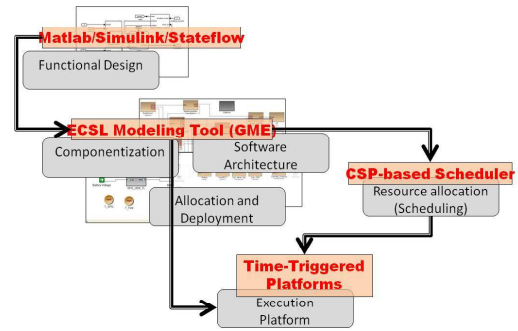 Matlab/Simulink/Stateflow
Functional Design
ECSL Modeling Tool (GME)
Componentization
Software
Architecture
Allocation and
Deployment
CSP-based Scheduler
Resource allocation
(Scheduling)
Time-Triggered
Platforms
Execution
Platform